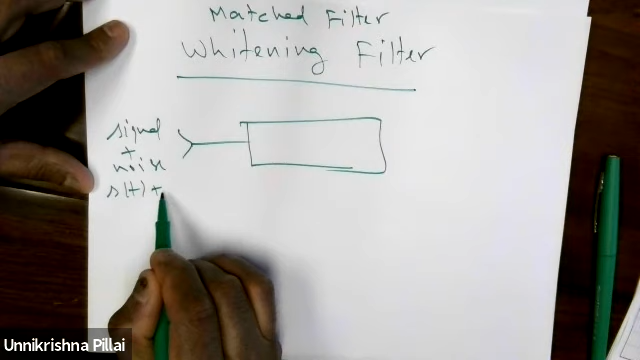 Matched Filter
Whitening Filter
signal
+
noise
s(t) +
Unnikrishna Pillai